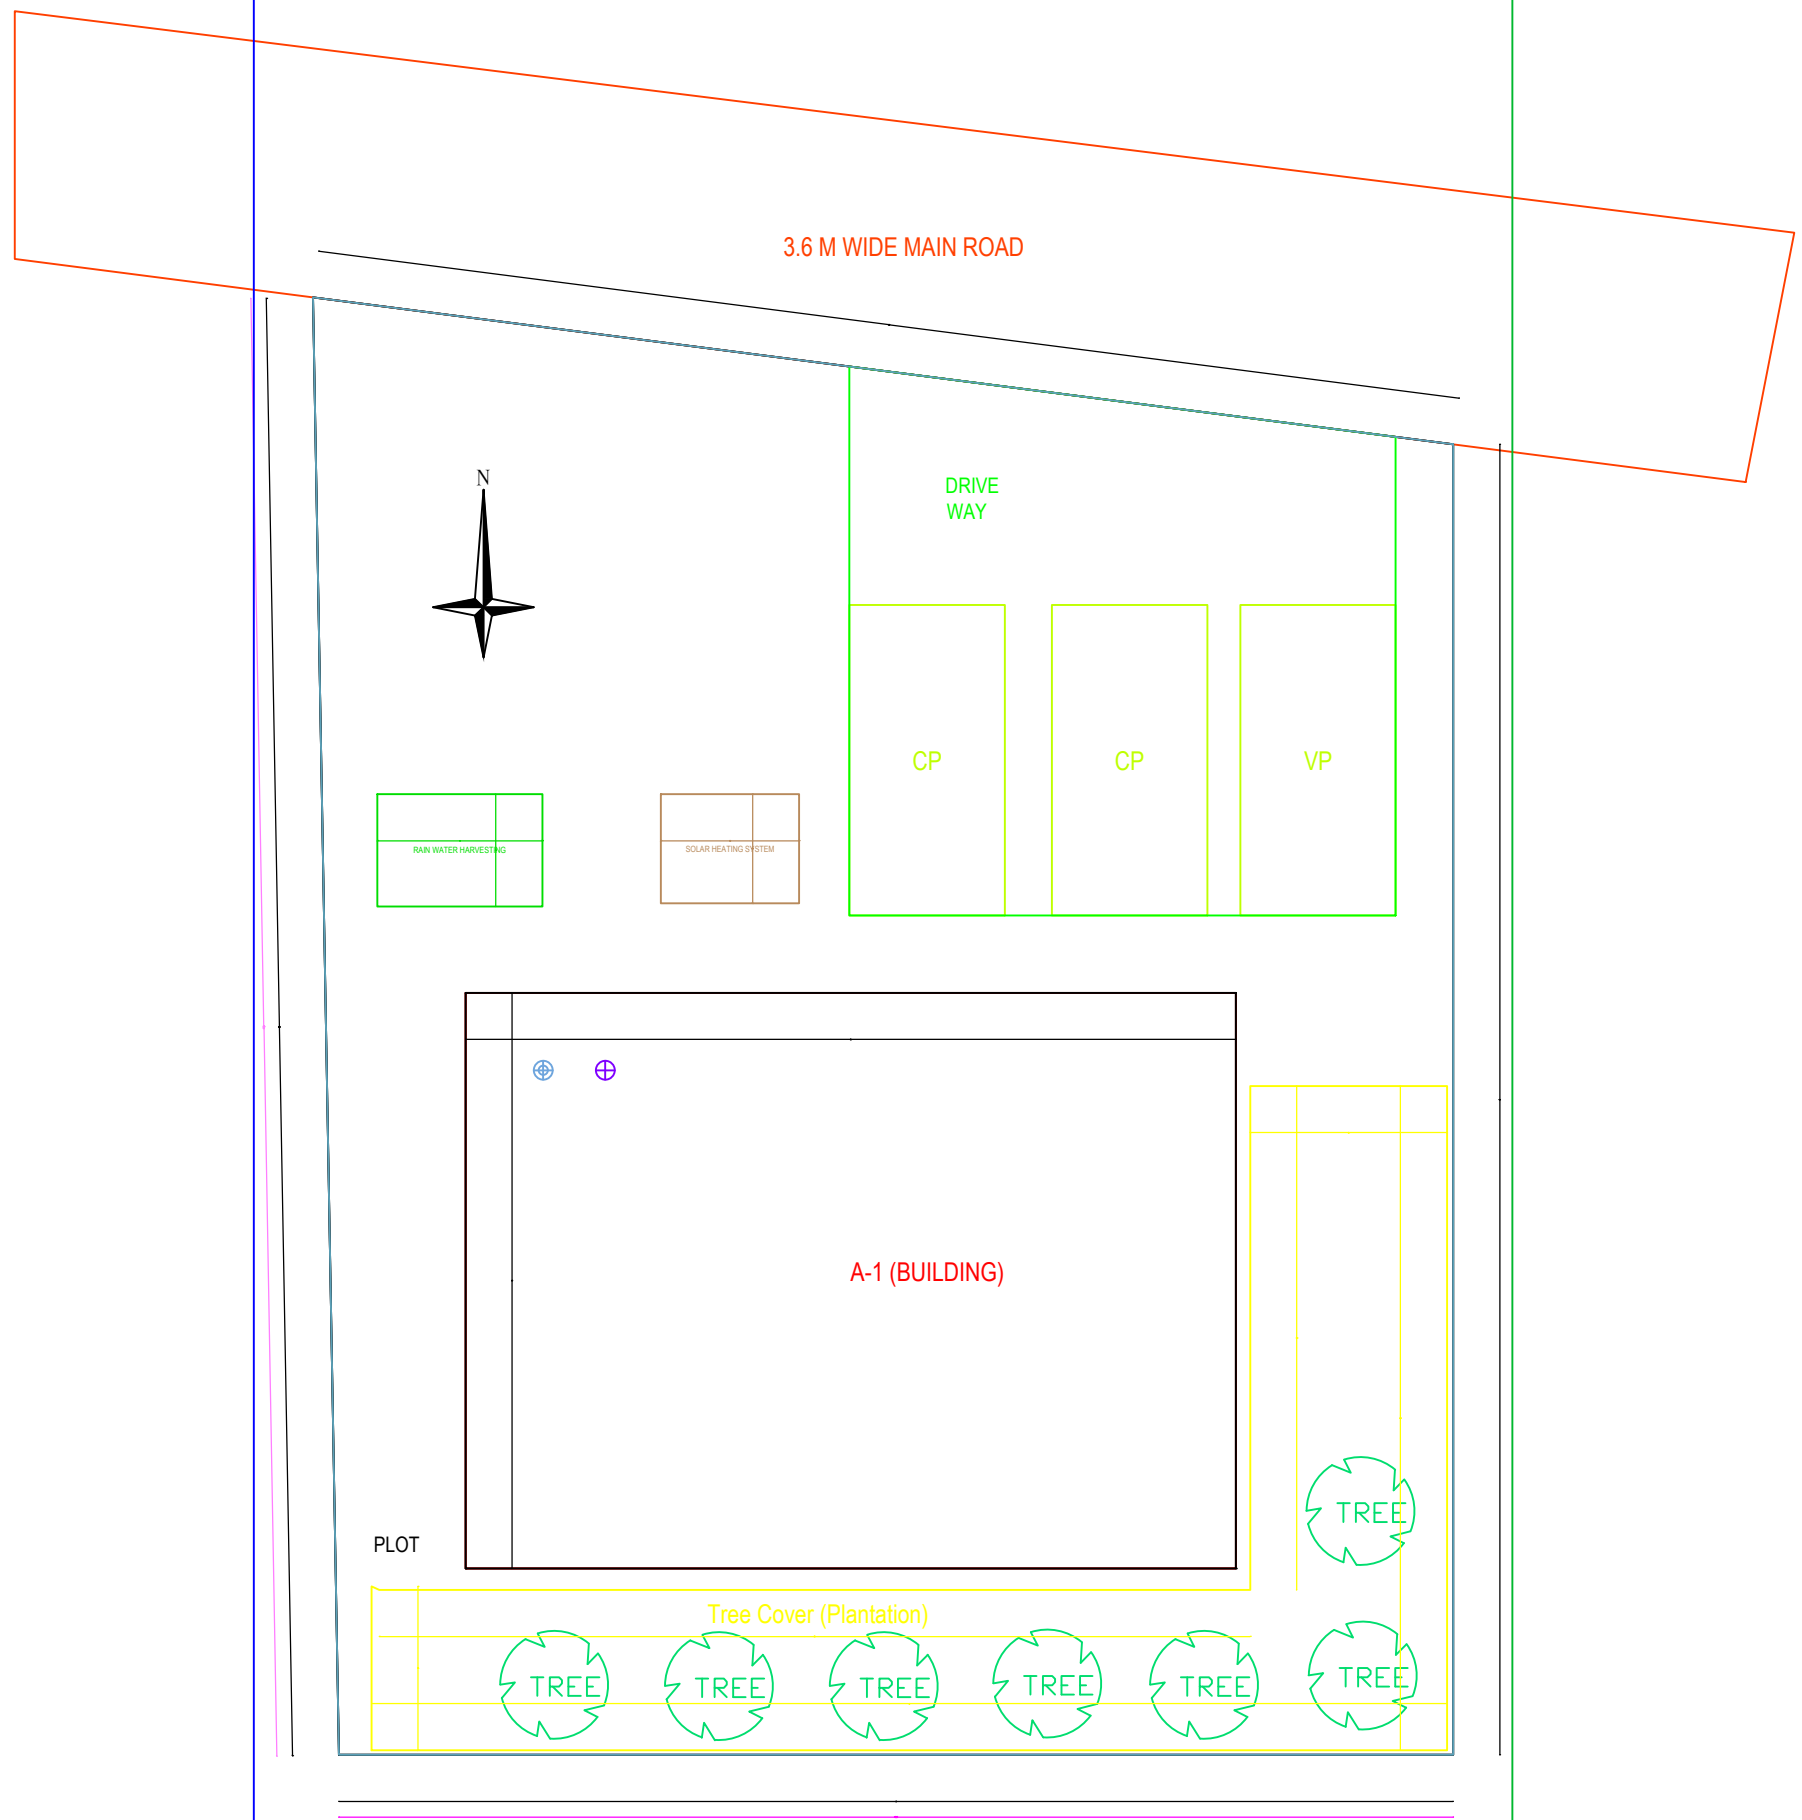 3.6 M WIDE MAIN ROAD
N
DRIVE
WAY
CP
CP
VP
RAIN WATER HARVESTING
SOLAR HEATING SYSTEM
A-1 (BUILDING)
TREE
PLOT
Tree Cover (Plantation)
TREE
TREE
TREE
TREE
TREE
TREE